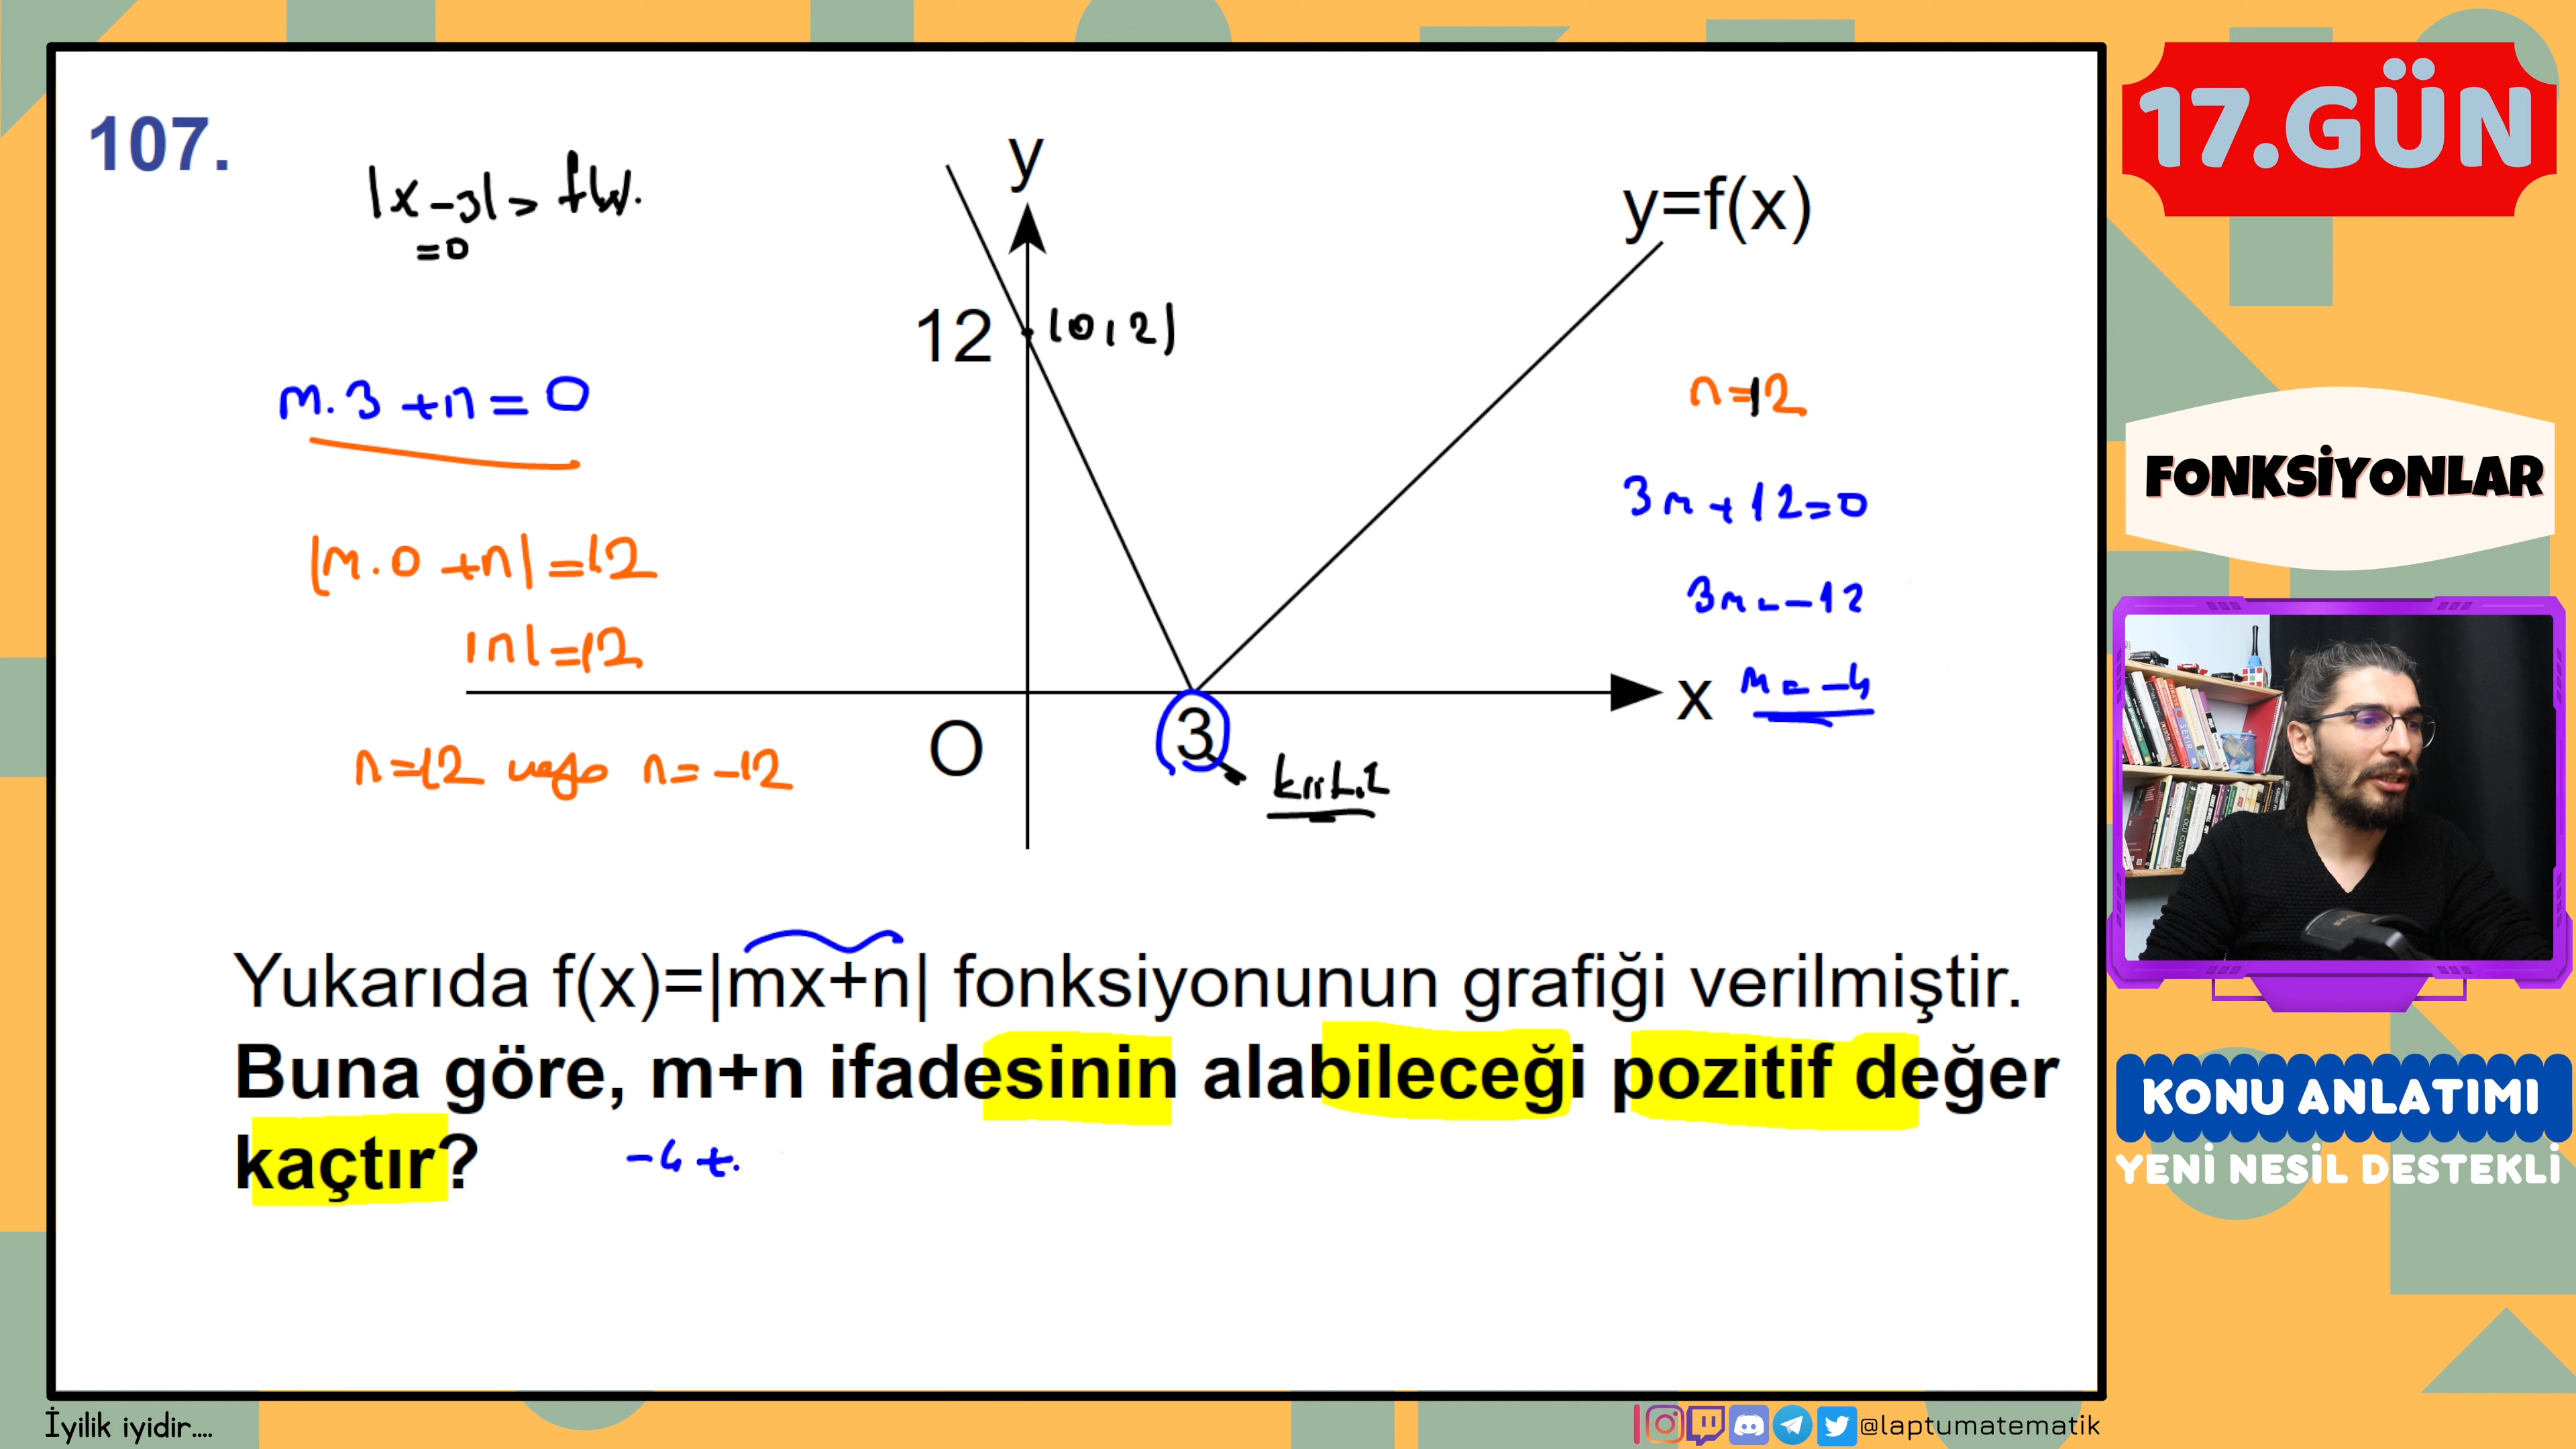 107.
|x-3| = f(x).
=0
y
y=f(x)
12
(0,12)
m.3+n=0
n=12
|m.0+n|=12
3m+12=0
|n|=12
3m=-12
x
m=-4
O
3
n=12 veya n=-12
Yukarıda f(x)=|mx+n| fonksiyonunun grafiği verilmiştir.
Buna göre, m+n ifadesinin alabileceği pozitif değer
kaçtır?
-4+.
17.GÜN
FONKSİYONLAR
KONU ANLATIMI
YENİ NESİL DESTEKLİ
İyilik iyidir....
@laptumatematik